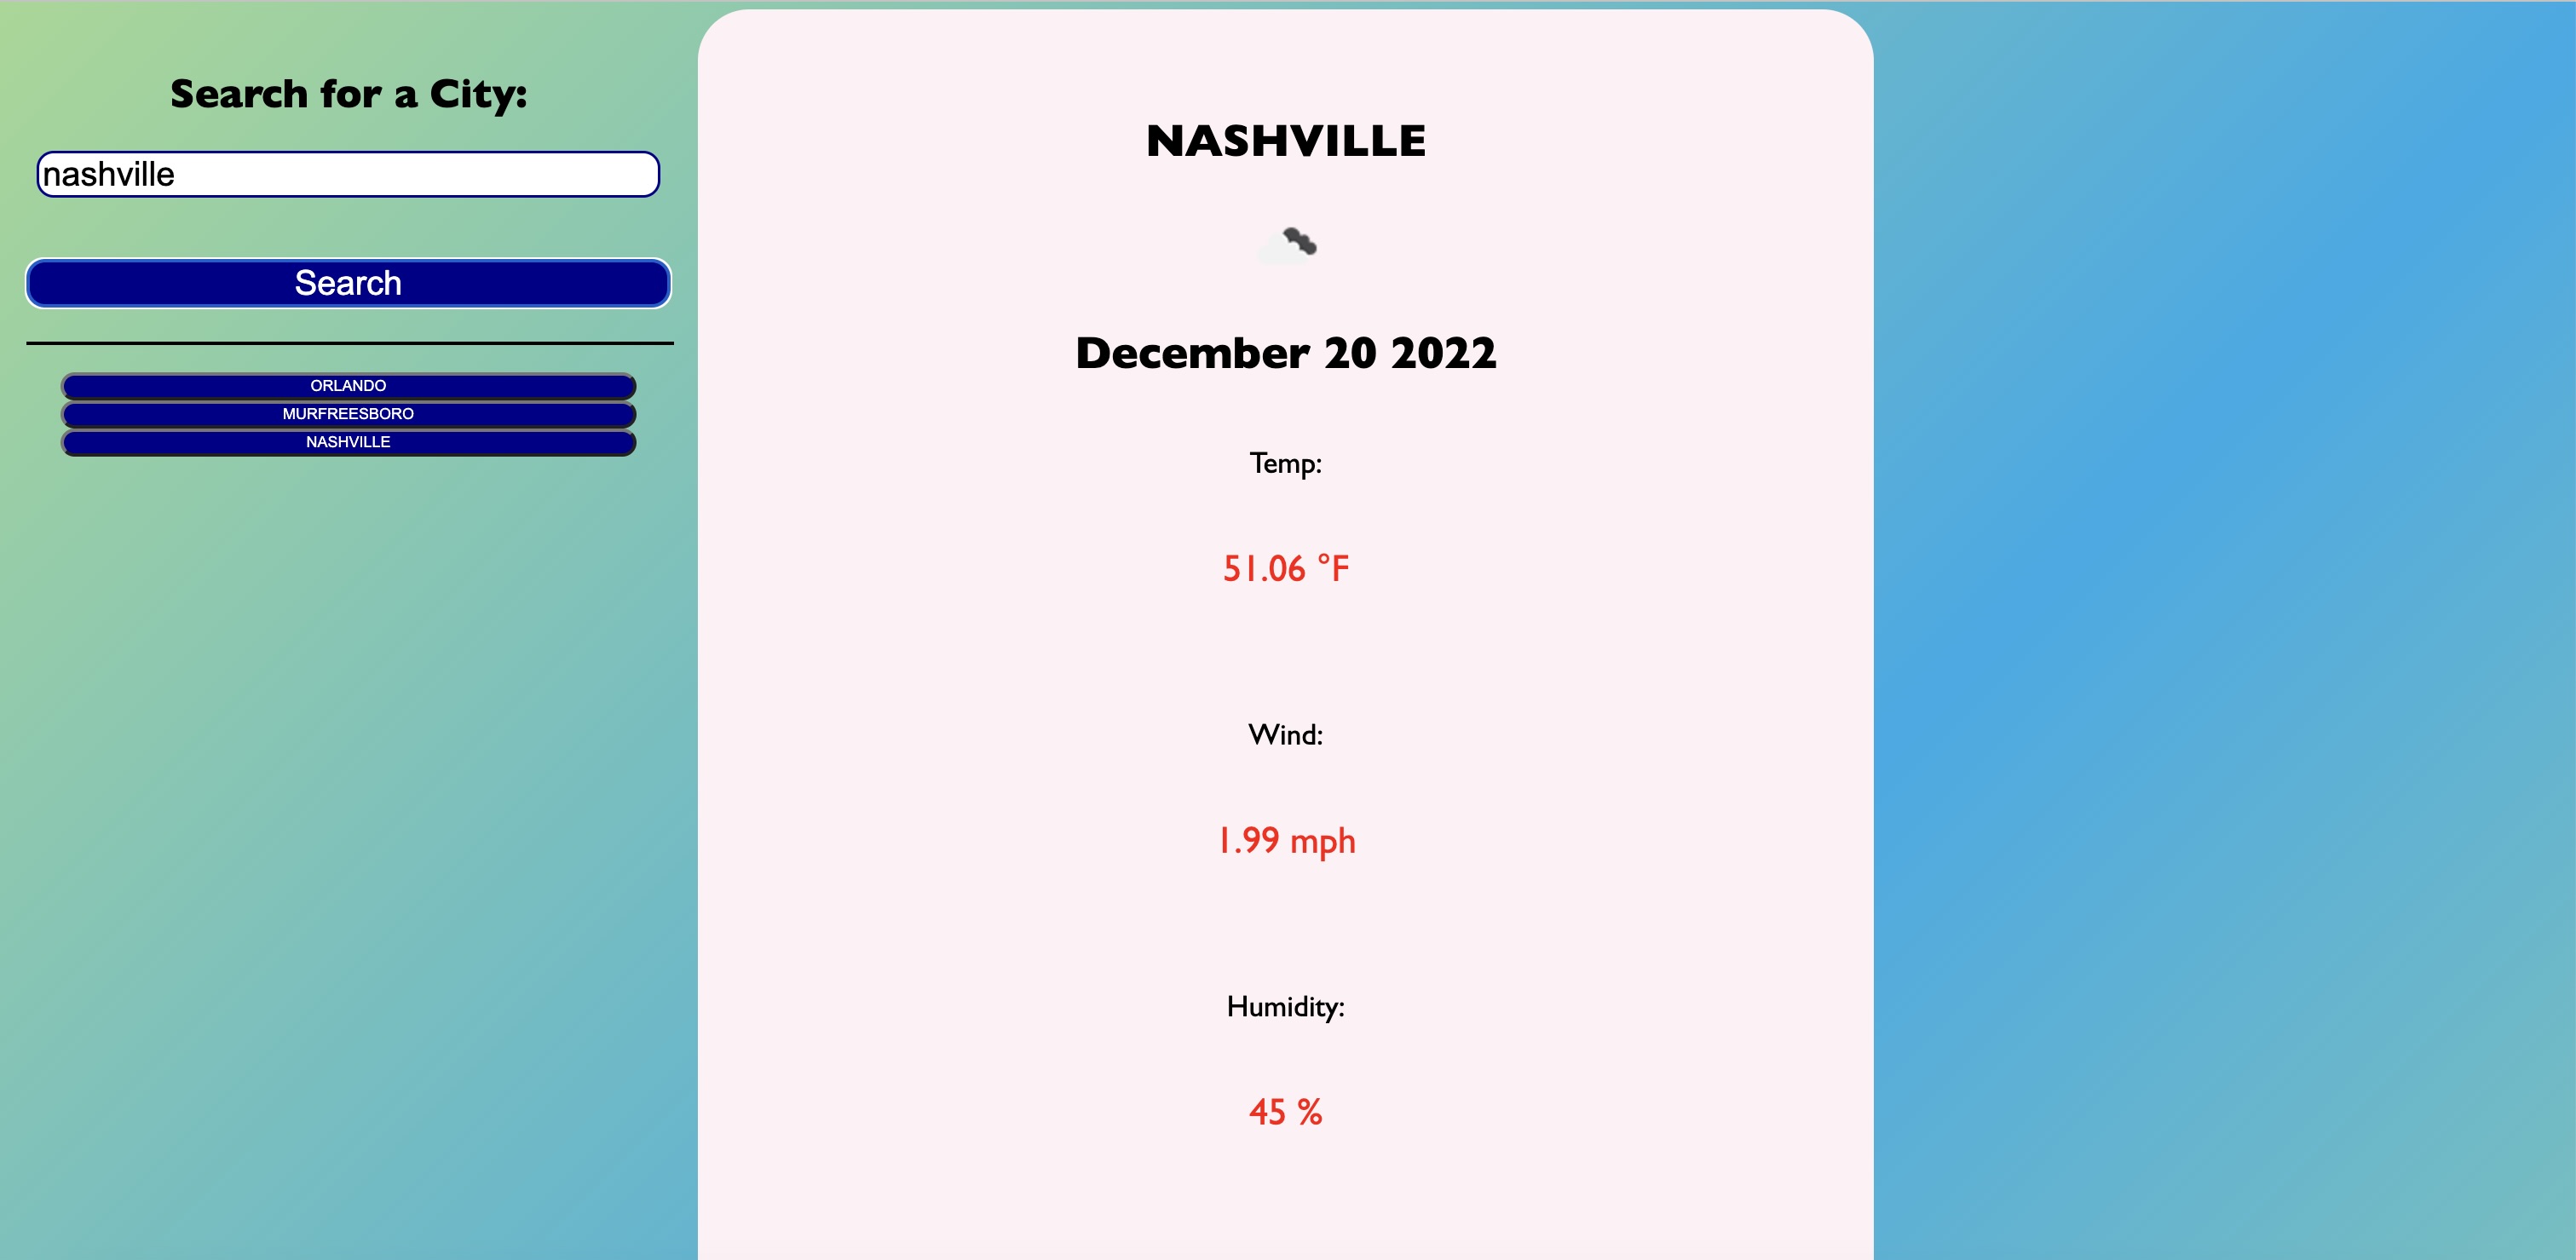 Search for a City:
nashville
Search
ORLANDO
MURFREESBORO
NASHVILLE
NASHVILLE
December 20 2022
Temp:
51.06 °F
Wind:
1.99 mph
Humidity:
45 %